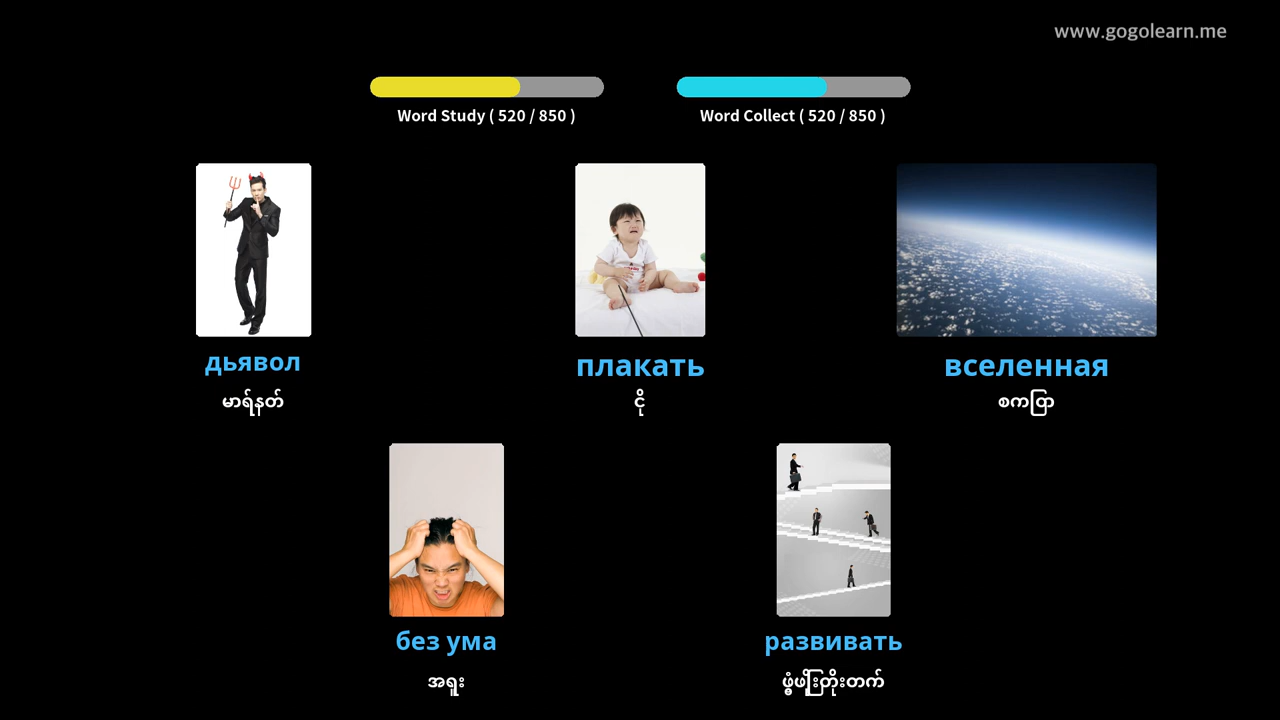 www.gogolearn.me
Word Study ( 520 / 850 )
Word Collect ( 520 / 850 )
дьявол
မာရ်နတ်
плакать
ငို
вселенная
စကြာဝဠာ
без ума
အရူး
развивать
ဖွံ့ဖြိုးတိုးတက်